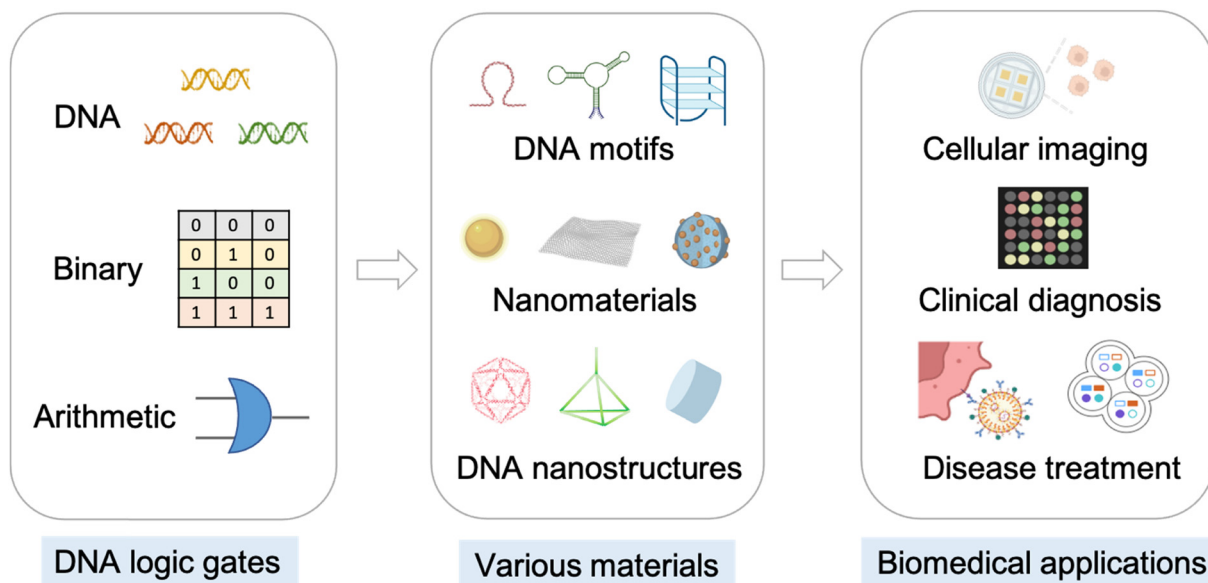 DNA
Binary
0 0 0
0 1 0
1 0 0
1 1 1
Arithmetic
DNA logic gates
DNA motifs
Nanomaterials
DNA nanostructures
Various materials
Cellular imaging
Clinical diagnosis
Disease treatment
Biomedical applications